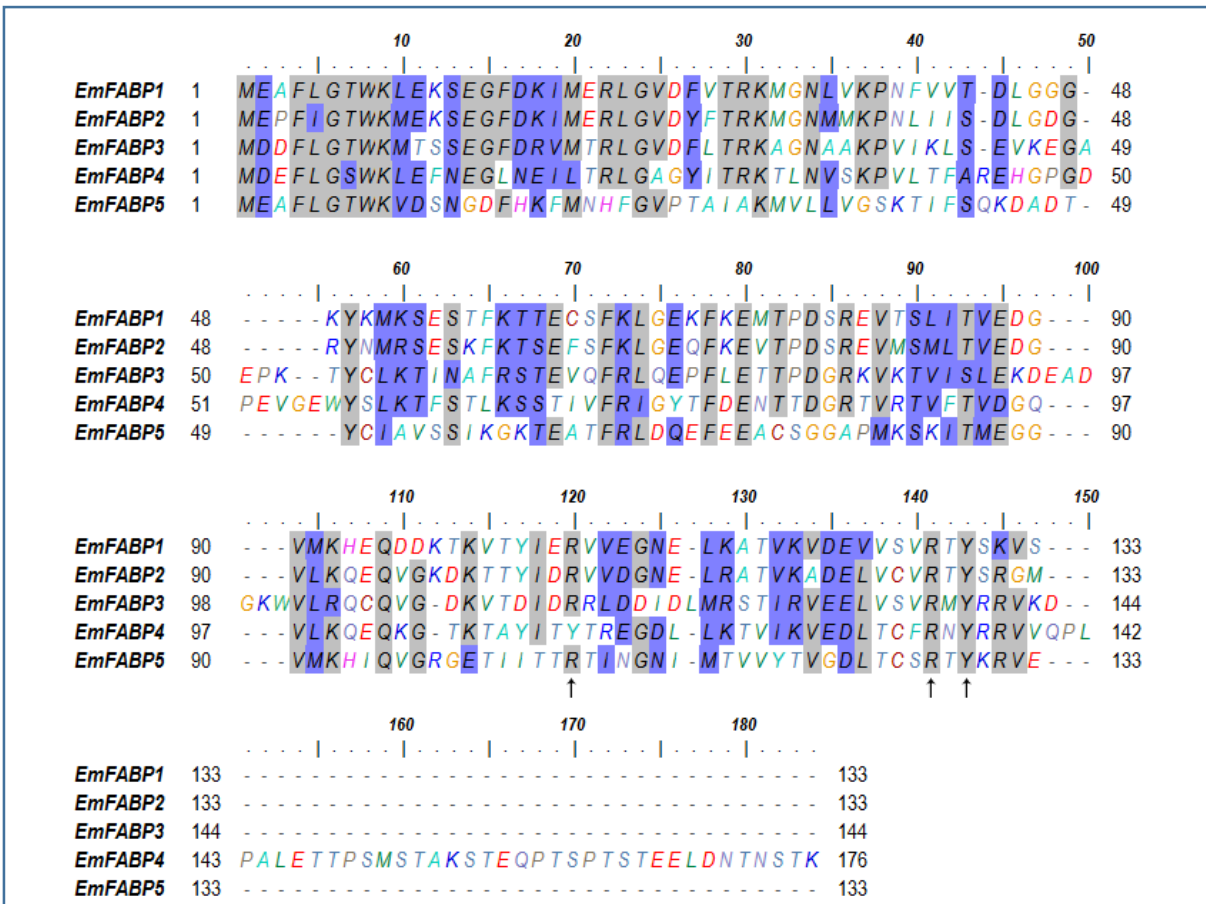 10 20 30 40 50
EmFABP1 1 MEAFLGTWKLEKSEGFDKIMERLGVDFVTRKMGNLVKPNFVVT-DLGGG- 48
EmFABP2 1 MEPFIGTWKMEKSEGFDKIMERLGVDYFTRKMGNMMKPNLIIS-DLGDG- 48
EmFABP3 1 MDDFLGTWKMTSSEGFDRVMTRLGVDFLTRKAGNAAKPVIKLS-EVKEGA 49
EmFABP4 1 MDEFLGSWKLEFNEGLNEILTRLGAGYITRKTLNVSKPVLTFAREHGPGD 50
EmFABP5 1 MEAFLGTWKVDSNGDFHKFMNHFGVPTAIAKMVLLVGSKTIFSQKDADT- 49
60 70 80 90 100
EmFABP1 48 -----KYKMKSESTFKTTECSFKLGEKFKEMTPDSREVTSLITVEDG--- 90
EmFABP2 48 -----RYNMRSESKFKTSEFSFKLGEQFKEVTPDSREVMSMLTVEDG--- 90
EmFABP3 50 EPK--TYCLKTINAFRSTEVQFRLQEPFLETTPDGRKVKTVISLEKDEAD 97
EmFABP4 51 PEVGEWYSLKTFSTLKSSTIVFRIGYTFDENTTDGRTVRTVFTVDGQ--- 97
EmFABP5 49 ------YCIAVSSIKGKTEATFRLDQEFEEACSGGAPMKSKITMEGG--- 90
110 120 130 140 150
EmFABP1 90 ---VMKHEQDDKTKVTYIERVVEGNE-LKATVKVDEVVSVRTYSKVS--- 133
EmFABP2 90 ---VLKQEQVGKDKTTYIDRVVDGNE-LRATVKADELVCVRTYSRGM--- 133
EmFABP3 98 GKWVLRQCQVG-DKVTDIDRRLDDIDLMRSTIRVEELVSVRMYRRVKD-- 144
EmFABP4 97 ---VLKQEQKG-TKTAYITYTREGDL-LKTVIKVEDLTCFRNYRRVVQPL 142
EmFABP5 90 ---VMKHIQVGRGETIITTRTINGNI-MTVVYTVGDLTCSRTYKRVE--- 133
160 170 180
EmFABP1 133 ---------------------------------- 133
EmFABP2 133 ---------------------------------- 133
EmFABP3 144 ---------------------------------- 144
EmFABP4 143 PALETTPSMSTAKSTEQPTSPTSTEELDNTNSTK 176
EmFABP5 133 ---------------------------------- 133